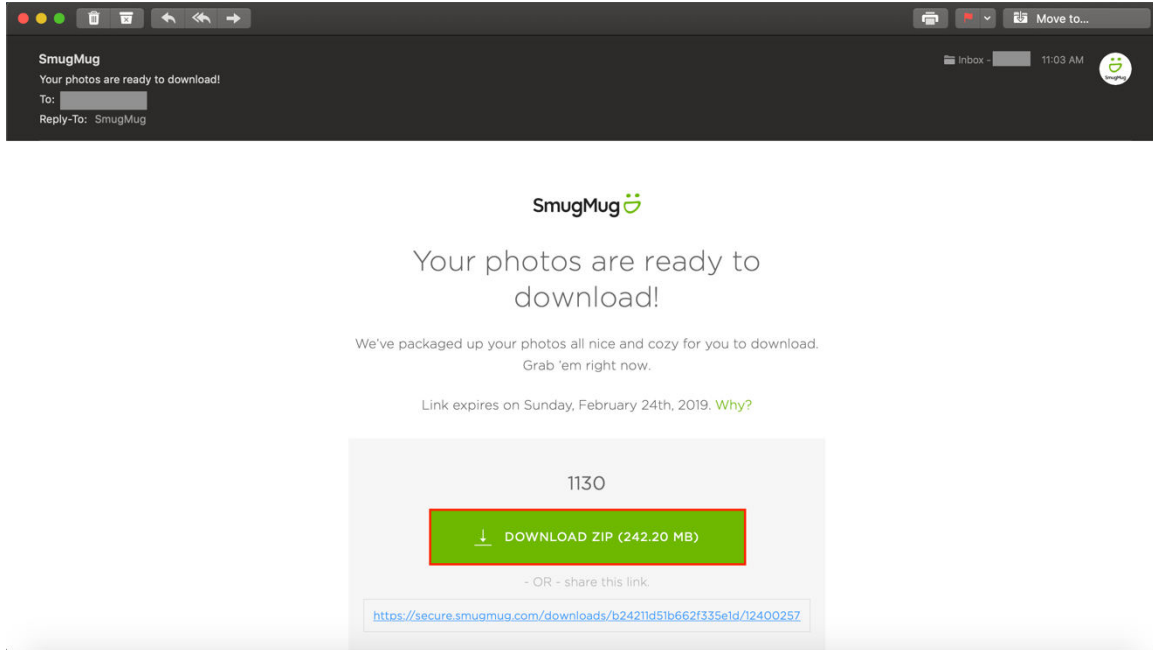 Move to...
SmugMug
Inbox - 11:03 AM
Your photos are ready to download!
To:
Reply-To: SmugMug
SmugMug
SmugMug
Your photos are ready to
download!
We've packaged up your photos all nice and cozy for you to download.
Grab 'em right now.
Link expires on Sunday, February 24th, 2019. Why?
1130
DOWNLOAD ZIP (242.20 MB)
- OR - share this link.
https://secure.smugmug.com/downloads/b24211d51b662f335e1d/12400257